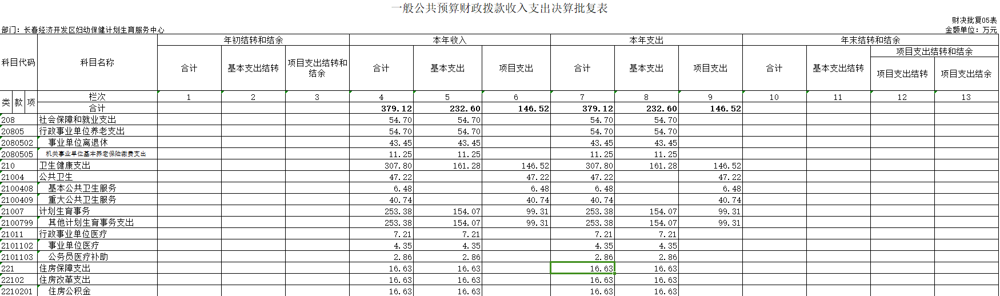 一般公共预算财政拨款收入支出决算批复表
财决批复05表
部门：长春经济开发区妇幼保健计划生育服务中心 金额单位：万元
科目代码 科目名称 年初结转和结余 本年收入 本年支出 年末结转和结余
合计 基本支出结转 项目支出结转和结余 合计 基本支出 项目支出 合计 基本支出 项目支出 合计 基本支出结转 项目支出结转和结余
项目支出结转 项目支出结余
类 款 项 栏次 1 2 3 4 5 6 7 8 9 10 11 12 13
合计 379.12 232.60 146.52 379.12 232.60 146.52
208 社会保障和就业支出 54.70 54.70 54.70 54.70
20805 行政事业单位养老支出 54.70 54.70 54.70 54.70
2080502 事业单位离退休 43.45 43.45 43.45 43.45
2080505 机关事业单位基本养老保险缴费支出 11.25 11.25 11.25 11.25
210 卫生健康支出 307.80 161.28 146.52 307.80 161.28 146.52
21004 公共卫生 47.22 47.22 47.22 47.22
2100408 基本公共卫生服务 6.48 6.48 6.48 6.48
2100409 重大公共卫生服务 40.74 40.74 40.74 40.74
21007 计划生育事务 253.38 154.07 99.31 253.38 154.07 99.31
2100799 其他计划生育事务支出 253.38 154.07 99.31 253.38 154.07 99.31
21011 行政事业单位医疗 7.21 7.21 7.21 7.21
2101102 事业单位医疗 4.35 4.35 4.35 4.35
2101103 公务员医疗补助 2.86 2.86 2.86 2.86
221 住房保障支出 16.63 16.63 16.63 16.63
22102 住房改革支出 16.63 16.63 16.63 16.63
2210201 住房公积金 16.63 16.63 16.63 16.63